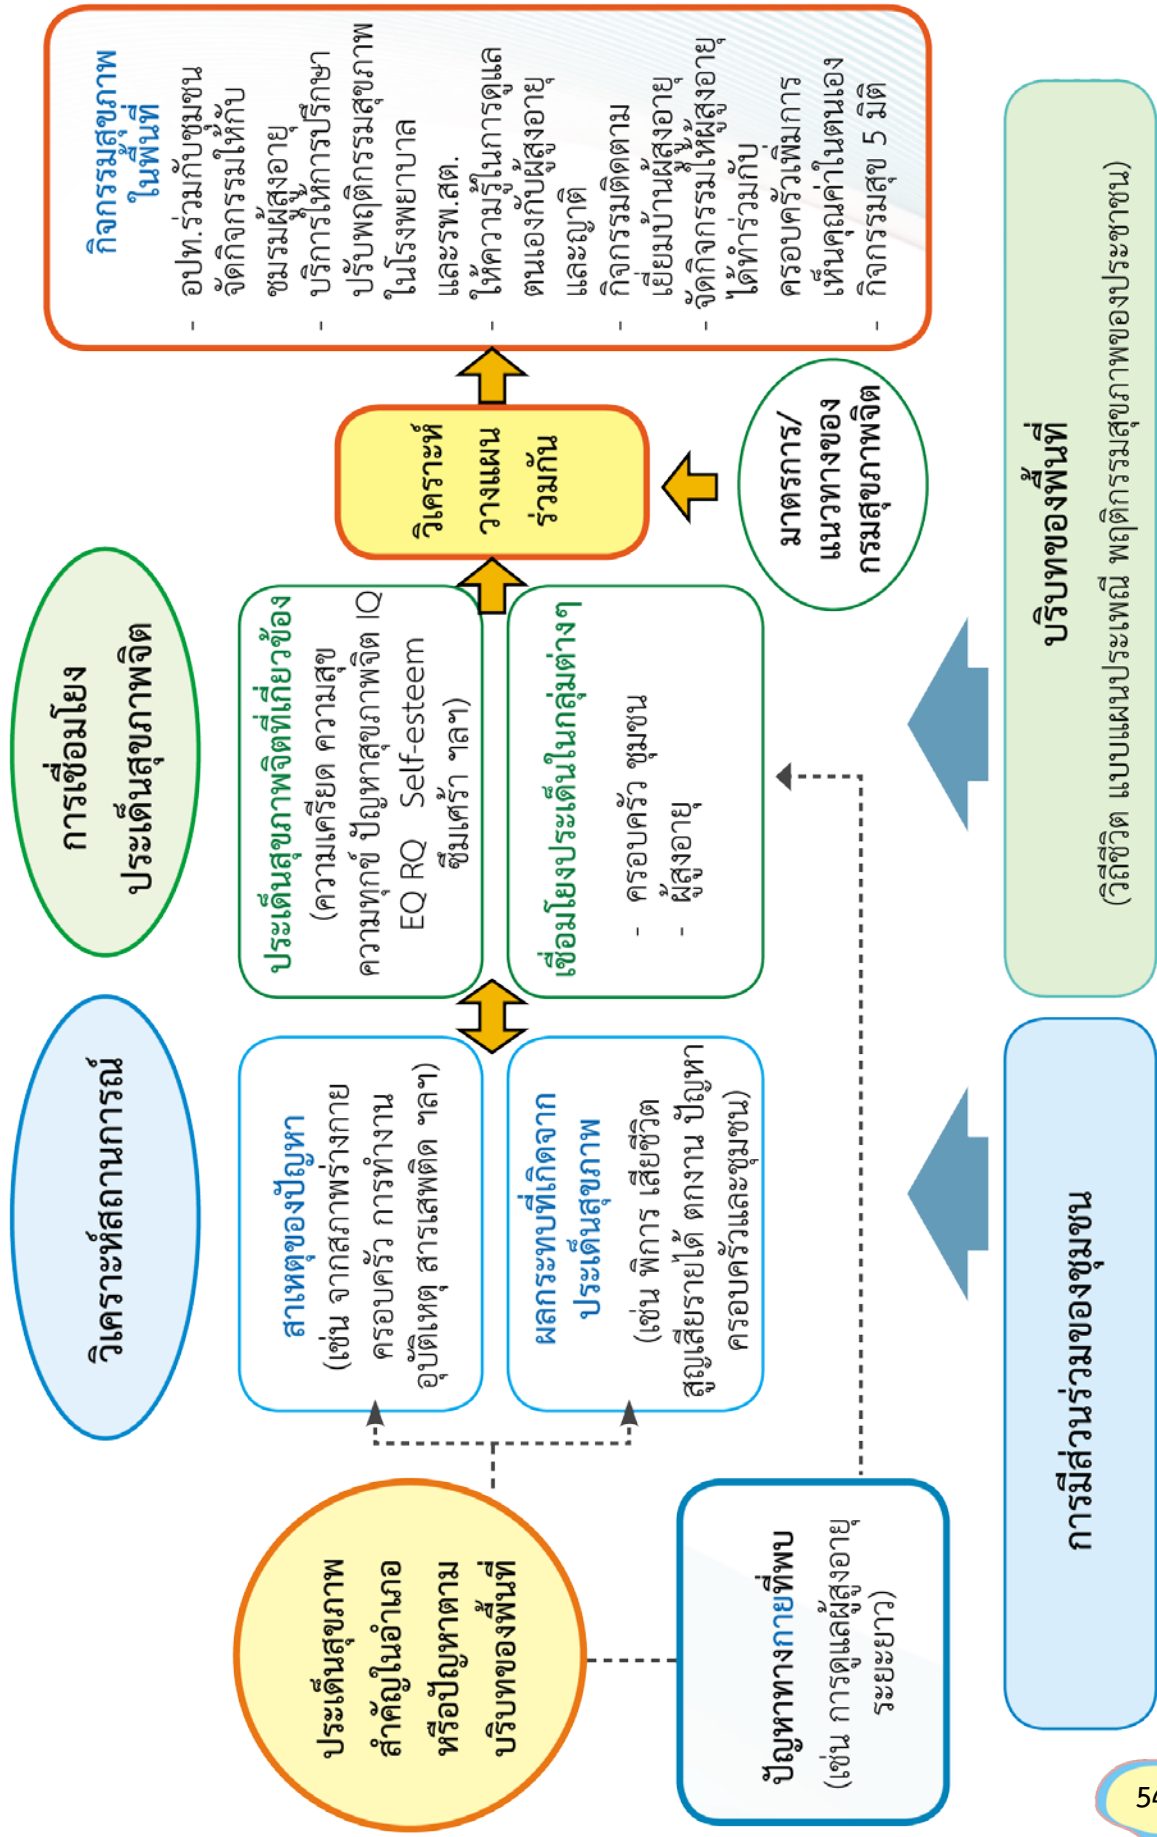 วิเคราะห์สถานการณ์
การเชื่อมโยง
ประเด็นสุขภาพจิต
ประเด็นสุขภาพ
สำคัญในอำเภอ
หรือปัญหาตาม
บริบทของพื้นที่
ปัญหาทางกายที่พบ
(เช่น การดูแลผู้สูงอายุ
ระยะยาว)
สาเหตุของปัญหา
(เช่น จากสภาพร่างกาย
ครอบครัว การทำงาน
อุบัติเหตุ สารเสพติด ฯลฯ)
ผลกระทบที่เกิดจาก
ประเด็นสุขภาพ
(เช่น พิการ เสียชีวิต
สูญเสียรายได้ ตกงาน ปัญหา
ครอบครัวและชุมชน)
ประเด็นสุขภาพจิตที่เกี่ยวข้อง
(ความเครียด ความสุข
ความทุกข์ ปัญหาสุขภาพจิต IQ
EQ RQ Self-esteem
ซึมเศร้า ฯลฯ)
เชื่อมโยงประเด็นในกลุ่มต่างๆ
- ครอบครัว ชุมชน
- ผู้สูงอายุ
วิเคราะห์
วางแผน
ร่วมกัน
มาตรการ/
แนวทางของ
กรมสุขภาพจิต
กิจกรรมสุขภาพ
ในพื้นที่
- อปท.ร่วมกับชุมชน
จัดกิจกรรมให้กับ
ชมรมผู้สูงอายุ
- บริการให้การปรึกษา
ปรับพฤติกรรมสุขภาพ
ในโรงพยาบาล
และรพ.สต.
- ให้ความรู้ในการดูแล
ตนเองกับผู้สูงอายุ
และญาติ
- กิจกรรมติดตาม
เยี่ยมบ้านผู้สูงอายุ
- จัดกิจกรรมให้ผู้สูงอายุ
ได้ทำร่วมกับ
ครอบครัวเพิ่มการ
เห็นคุณค่าในตนเอง
- กิจกรรมสุข 5 มิติ
การมีส่วนร่วมของชุมชน
บริบทของพื้นที่
(วิถีชีวิต แบบแผนประเพณี พฤติกรรมสุขภาพของประชาชน)
54